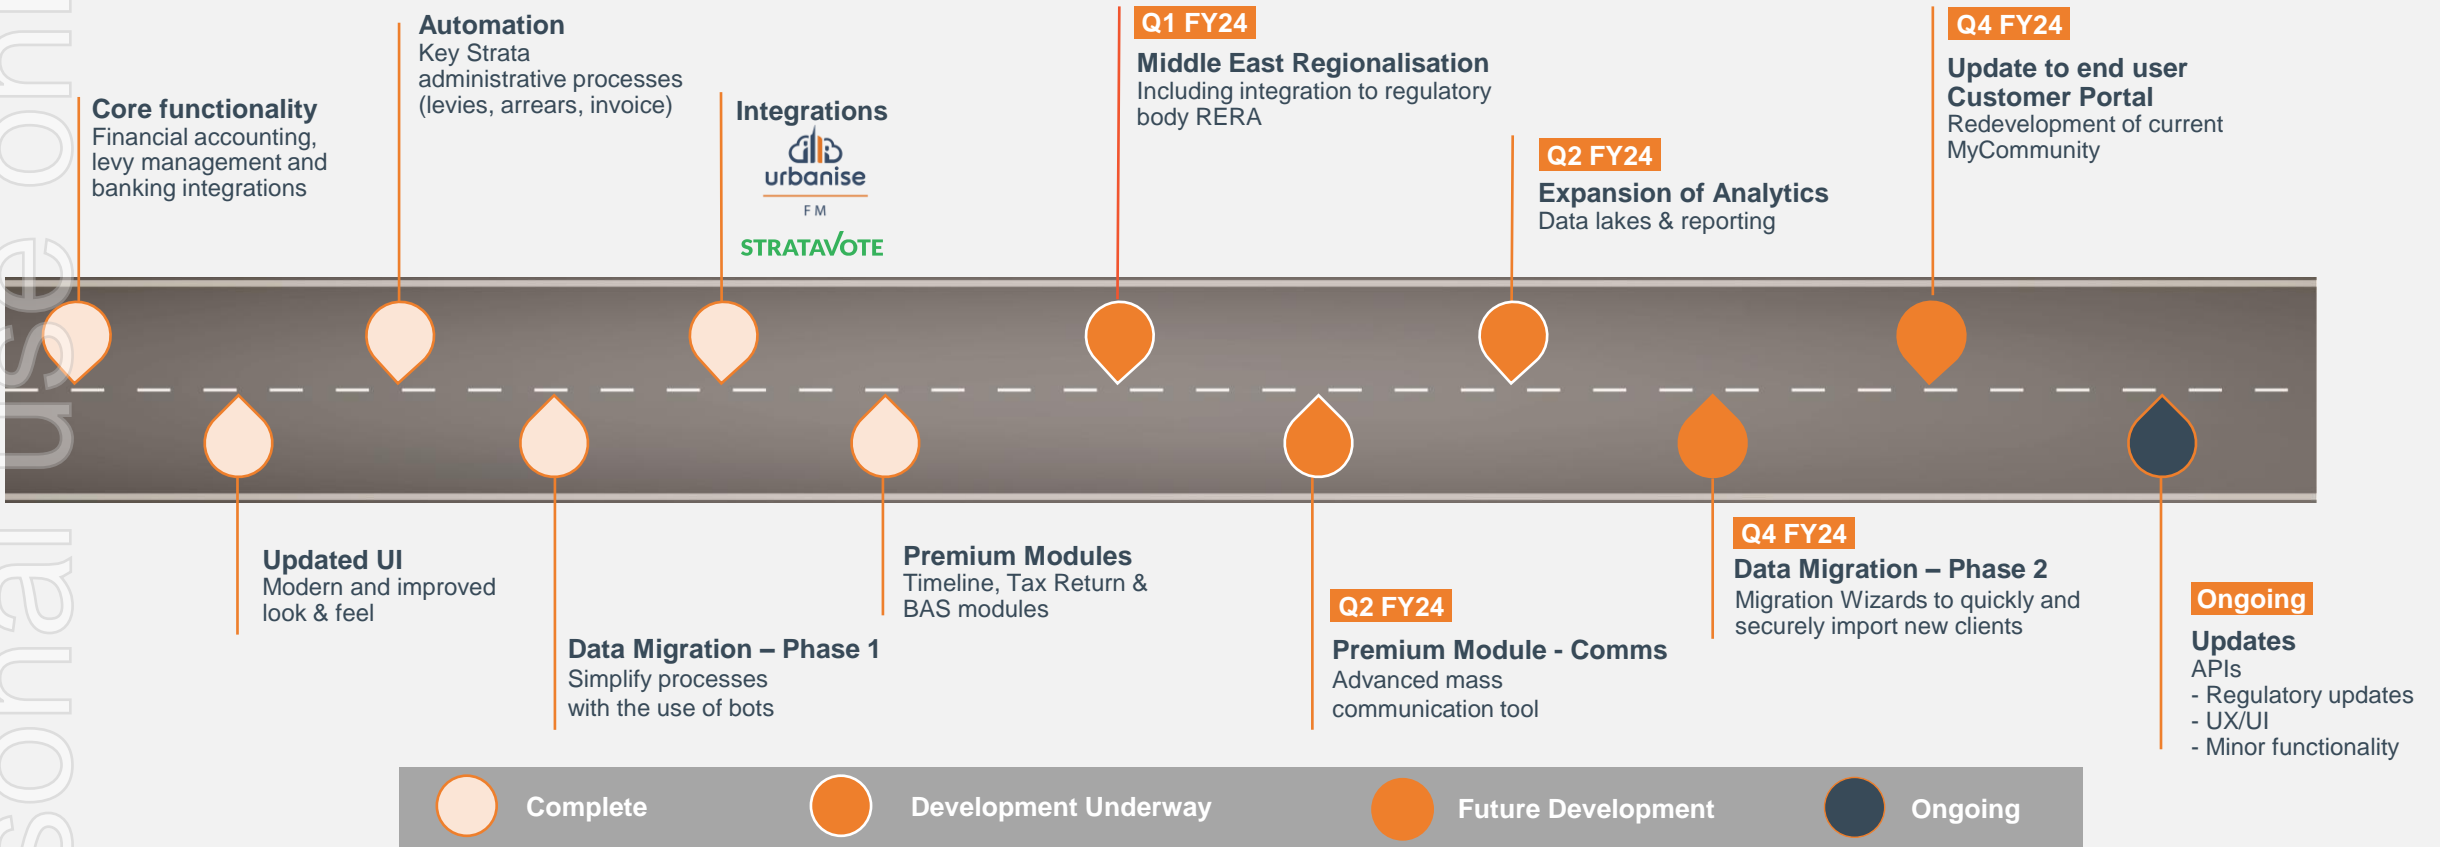 Core functionality
Financial accounting,
levy management and
banking integrations
Updated UI
Modern and improved
look & feel
Automation
Key Strata
administrative processes
(levies, arrears, invoice)
Data Migration – Phase 1
Simplify processes
with the use of bots
Integrations
urbanise
FM
STRATAVOTE
Premium Modules
Timeline, Tax Return &
BAS modules
Q1 FY24
Middle East Regionalisation
Including integration to regulatory
body RERA
Q2 FY24
Premium Module - Comms
Advanced mass
communication tool
Q2 FY24
Expansion of Analytics
Data lakes & reporting
Q4 FY24
Data Migration – Phase 2
Migration Wizards to quickly and
securely import new clients
Q4 FY24
Update to end user
Customer Portal
Redevelopment of current
MyCommunity
Ongoing
Updates
APIs
- Regulatory updates
- UX/UI
- Minor functionality
Complete
Development Underway
Future Development
Ongoing
sonal use onl